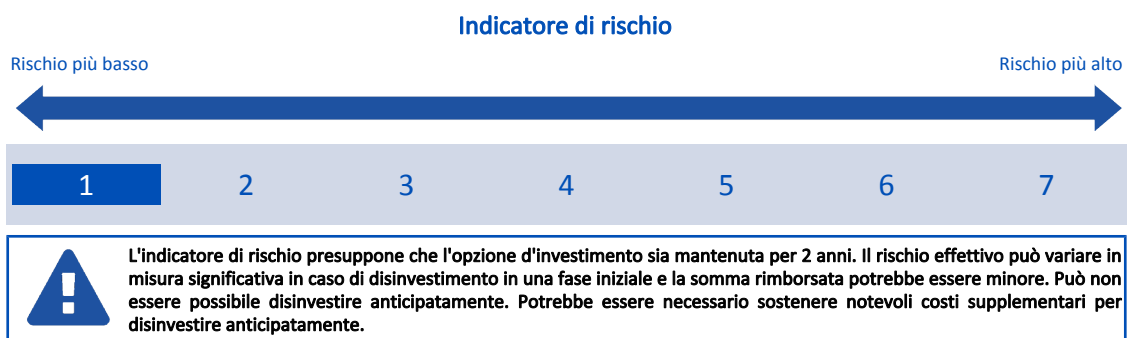 Indicatore di rischio
Rischio più basso
Rischio più alto
1 2 3 4 5 6 7
L'indicatore di rischio presuppone che l'opzione d'investimento sia mantenuta per 2 anni. Il rischio effettivo può variare in
misura significativa in caso di disinvestimento in una fase iniziale e la somma rimborsata potrebbe essere minore. Può non
essere possibile disinvestire anticipatamente. Potrebbe essere necessario sostenere notevoli costi supplementari per
disinvestire anticipatamente.